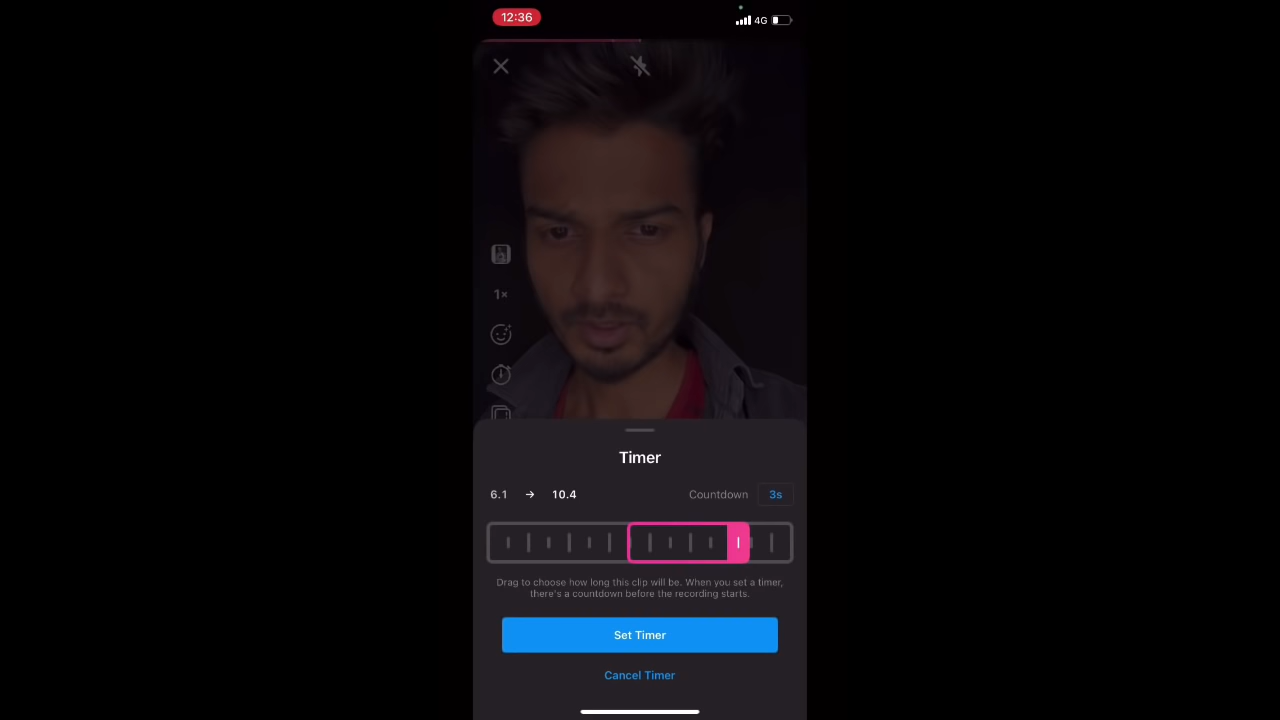 12:36
4G
1×
Timer
6.1 → 10.4 Countdown 3s
Drag to choose how long this clip will be. When you set a timer,
there's a countdown before the recording starts.
Set Timer
Cancel Timer